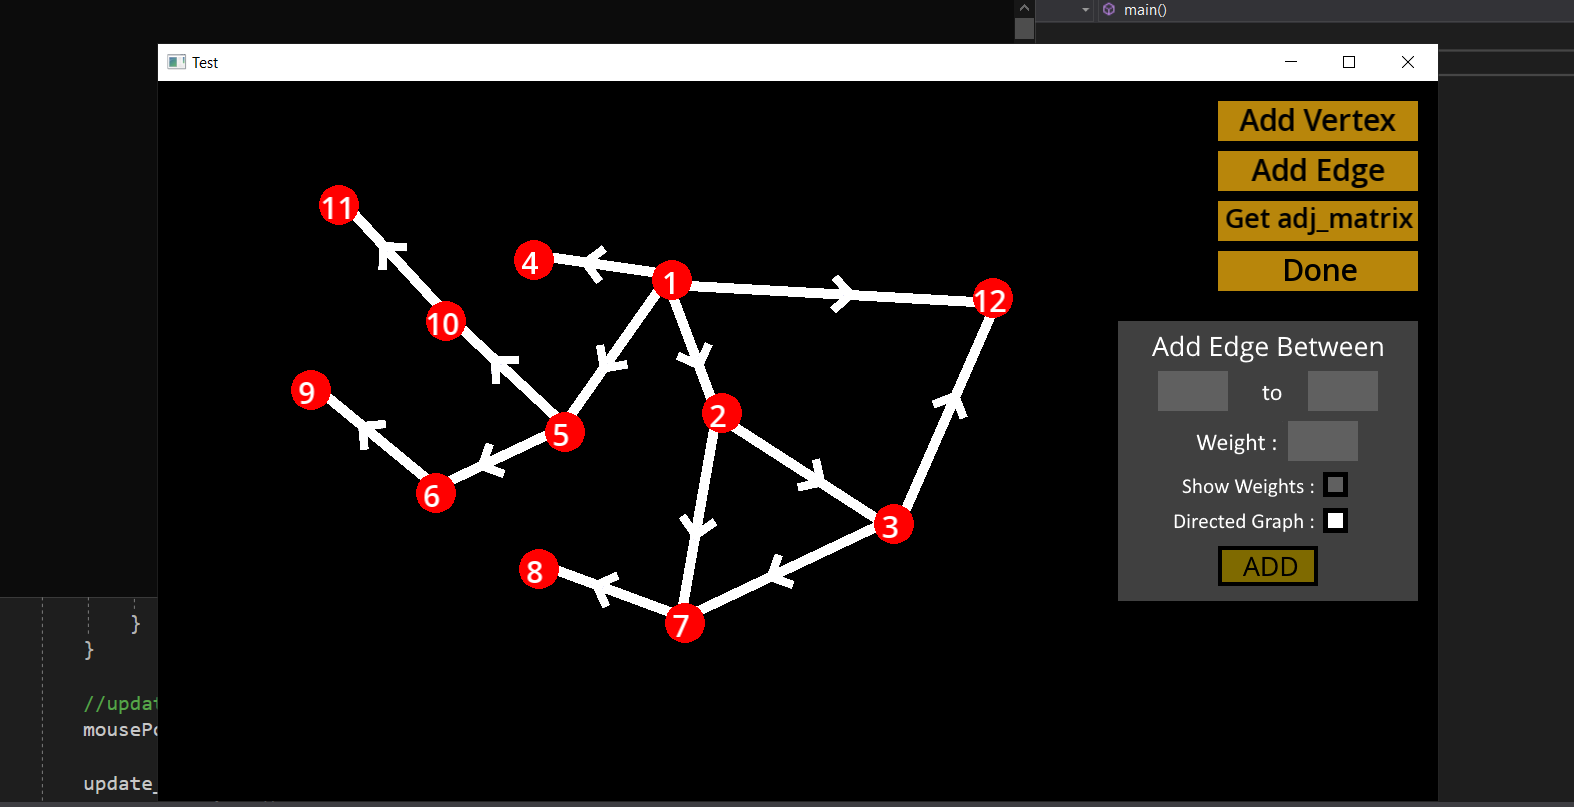 main()
Test
Add Vertex
Add Edge
Get adj_matrix
Done
11
4
1
12
10
9
5
2
6
3
8
7
Add Edge Between
to
Weight :
Show Weights :
Directed Graph :
ADD
}
}
//updat
mousePo
update_